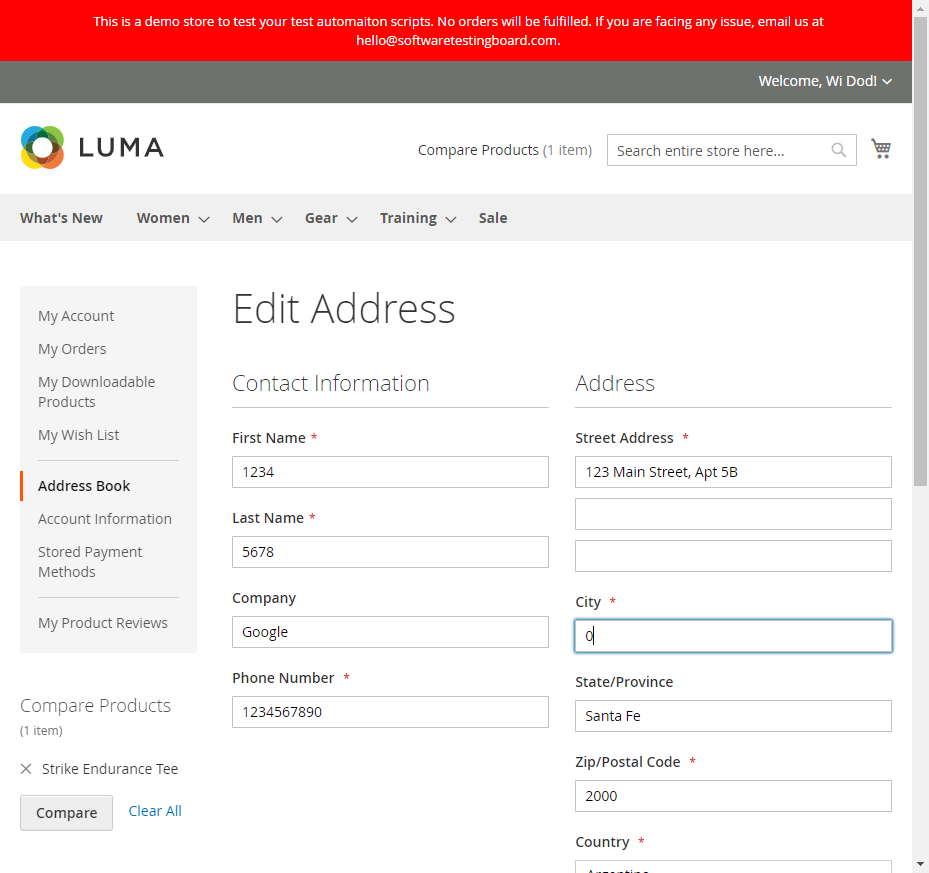 This is a demo store to test your test automaiton scripts. No orders will be fulfilled. If you are facing any issue, email us at
hello@softwaretestingboard.com.
Welcome, Wi Dod!
LUMA
Compare Products (1 item)
Search entire store here...
What's New
Women
Men
Gear
Training
Sale
My Account
My Orders
My Downloadable
Products
My Wish List
Address Book
Account Information
Stored Payment
Methods
My Product Reviews
Compare Products
(1 item)
Strike Endurance Tee
Compare
Clear All
Edit Address
Contact Information
First Name *
1234
Last Name *
5678
Company
Google
Phone Number *
1234567890
Address
Street Address *
123 Main Street, Apt 5B
City *
0
State/Province
Santa Fe
Zip/Postal Code *
2000
Country *
Argentina